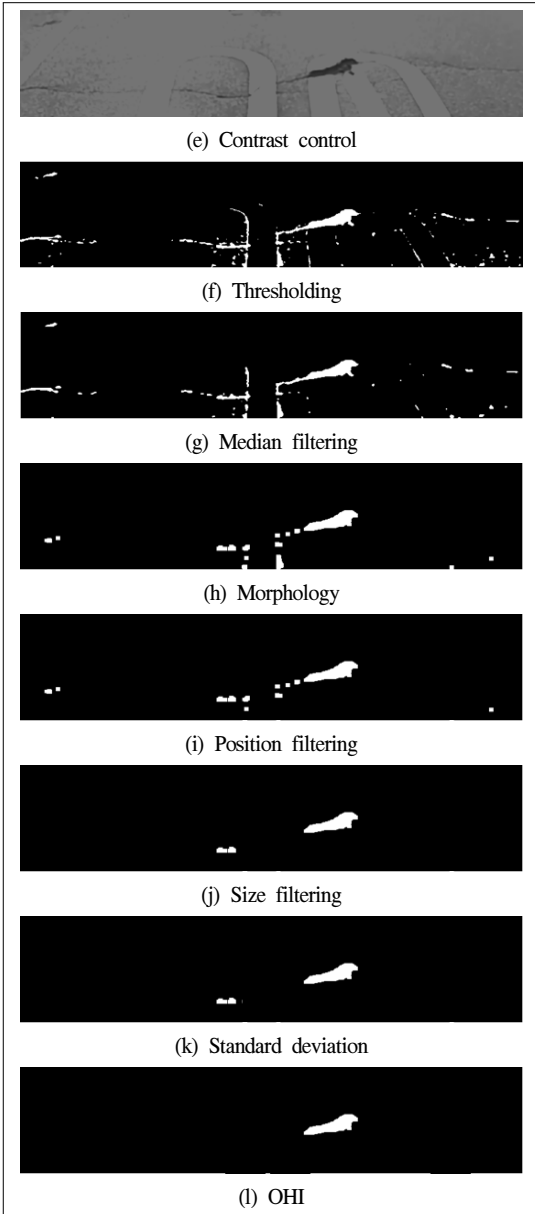 (e) Contrast control
(f) Thresholding
(g) Median filtering
(h) Morphology
(i) Position filtering
(j) Size filtering
(k) Standard deviation
(l) OHI